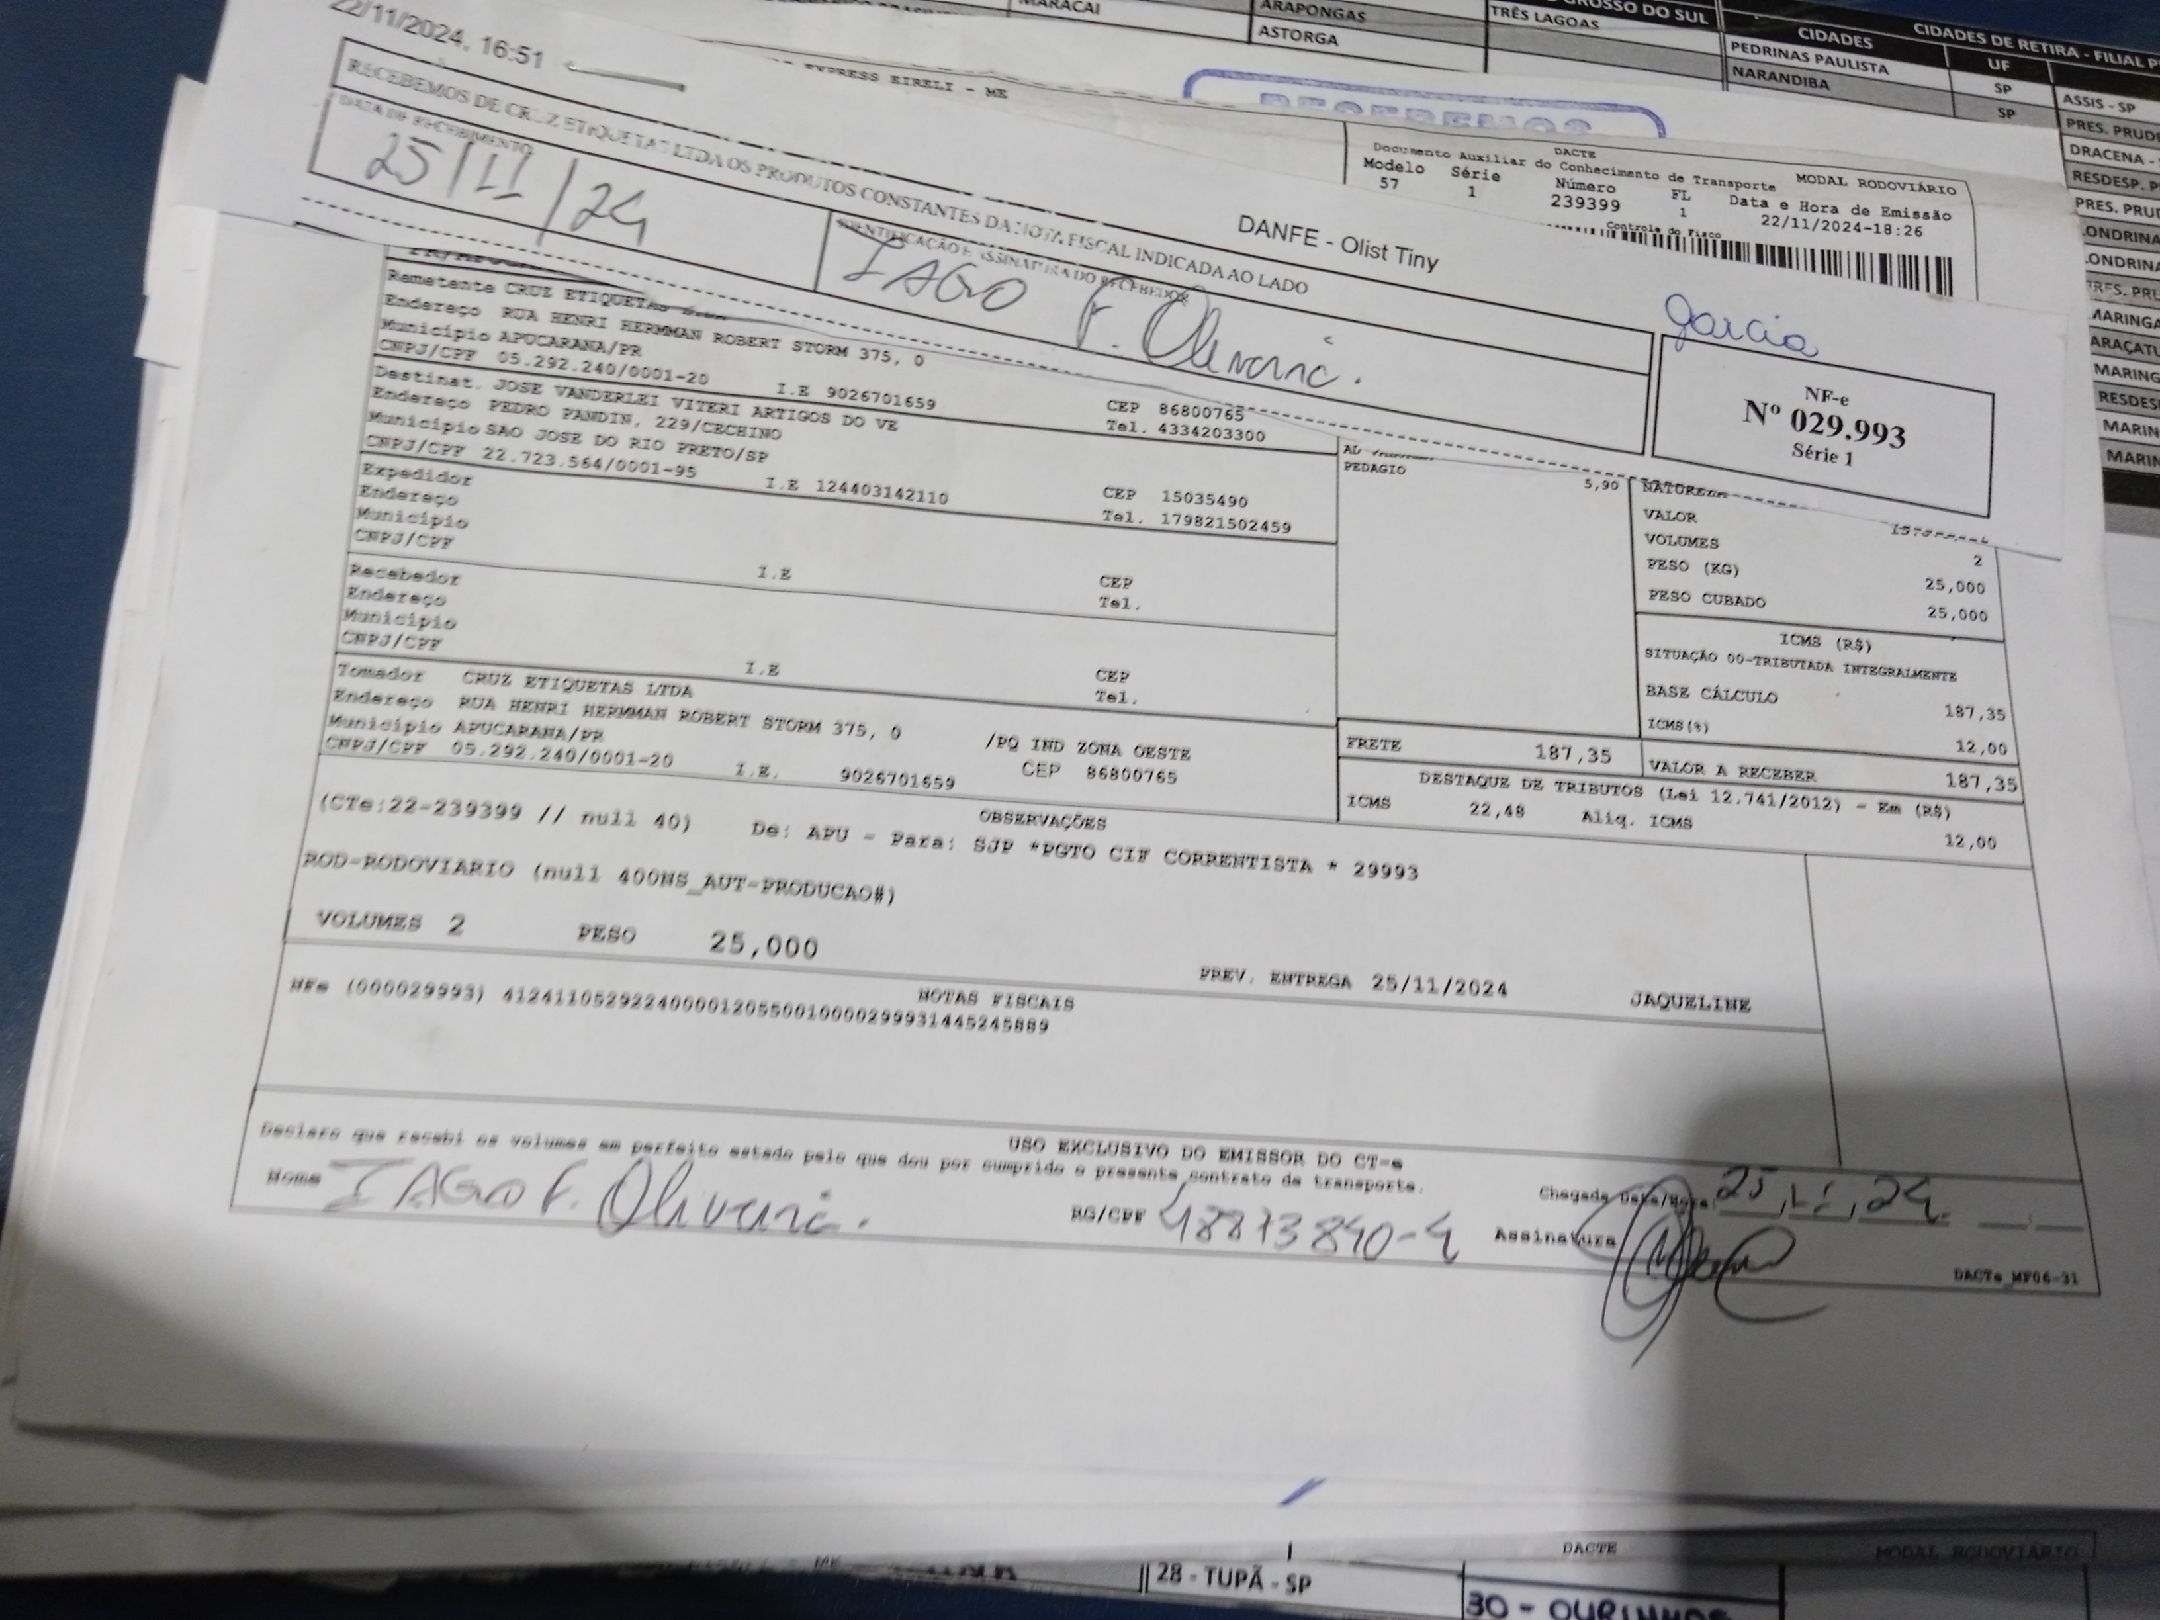 22/11/2024, 16:51
MARACAI
ARAPONGAS
ASTORGA
TRÊS LAGOAS
GROSSO DO SUL
CIDADES
CIDADES DE RETIRA - FILIAL
PEDRINAS PAULISTA
UF
NARANDIBA
SP
SP
ASSIS - SP
EXPRESS EIRELI - ME
DACTE
Documento Auxiliar do Conhecimento de Transporte
MODAL RODOVIÁRIO
Modelo Série Número FL Data e Hora de Emissão
57 1 239399 1 22/11/2024-18:26
Controle do Fisco
DANFE - Olist Tiny
RECEBEMOS DE CRUZ ETIQUETAS LTDA OS PRODUTOS CONSTANTES DA NOTA FISCAL INDICADA AO LADO
DATA DE RECEBIMENTO
25/11/24
IDENTIFICAÇÃO E ASSINATURA DO RECEBEDOR
IAGO F. Oliveira.
Garcia
NF-e
Nº 029.993
Série 1
Remetente CRUZ ETIQUETAS
Endereço RUA HENRI HERMMAN ROBERT STORM 375, 0
Município APUCARANA/PR CEP 86800765
CNPJ/CPF 05.292.240/0001-20 I.E 9026701659 Tel. 4334203300
Destinat. JOSE VANDERLEI VITERI ARTIGOS DO VE
Endereço PEDRO PANDIN, 229/CECHINO
Município SAO JOSE DO RIO PRETO/SP CEP 15035490
CNPJ/CPF 22.723.564/0001-95 I.E 124403142110 Tel. 179821502459
Expedidor
Endereço
Município CEP
CNPJ/CPF I.E Tel.
Recebedor
Endereço
Município CEP
CNPJ/CPF I.E Tel.
Tomador CRUZ ETIQUETAS LTDA
Endereço RUA HENRI HERMMAN ROBERT STORM 375, 0 /PQ IND ZONA OESTE
Município APUCARANA/PR CEP 86800765
CNPJ/CPF 05.292.240/0001-20 I.E. 9026701659
PEDAGIO 5,90
NATUREZA
VALOR
VOLUMES 2
PESO (KG) 25,000
PESO CUBADO 25,000
ICMS (R$)
SITUAÇÃO 00-TRIBUTADA INTEGRALMENTE
BASE CÁLCULO 187,35
ICMS(%) 12,00
FRETE 187,35 VALOR A RECEBER 187,35
DESTAQUE DE TRIBUTOS (Lei 12.741/2012) - Em (R$)
ICMS 22,48 Aliq. ICMS 12,00
OBSERVAÇÕES
(CTe:22-239399 // null 40) De: APU - Para: SJP *PGTO CIF CORRENTISTA * 29993
ROD-RODOVIARIO (null 400NS_AUT-PRODUCAO#)
VOLUMES 2 PESO 25,000 PREV. ENTREGA 25/11/2024 JAQUELINE
NOTAS FISCAIS
NFe (000029993) 41241105292240000120550010000299931445245889
USO EXCLUSIVO DO EMISSOR DO CT-e
Declaro que recebi os volumes em perfeito estado pelo que dou por cumprido o presente contrato de transporte.
Nome IAGO F. Oliveira. RG/CPF 48873840-4 Chegada Data/Hora 25,11,24
Assinatura
DACTe_MF06-31
DACTE
MODAL RODOVIÁRIO
28 - TUPÃ - SP
30 - OURINHOS